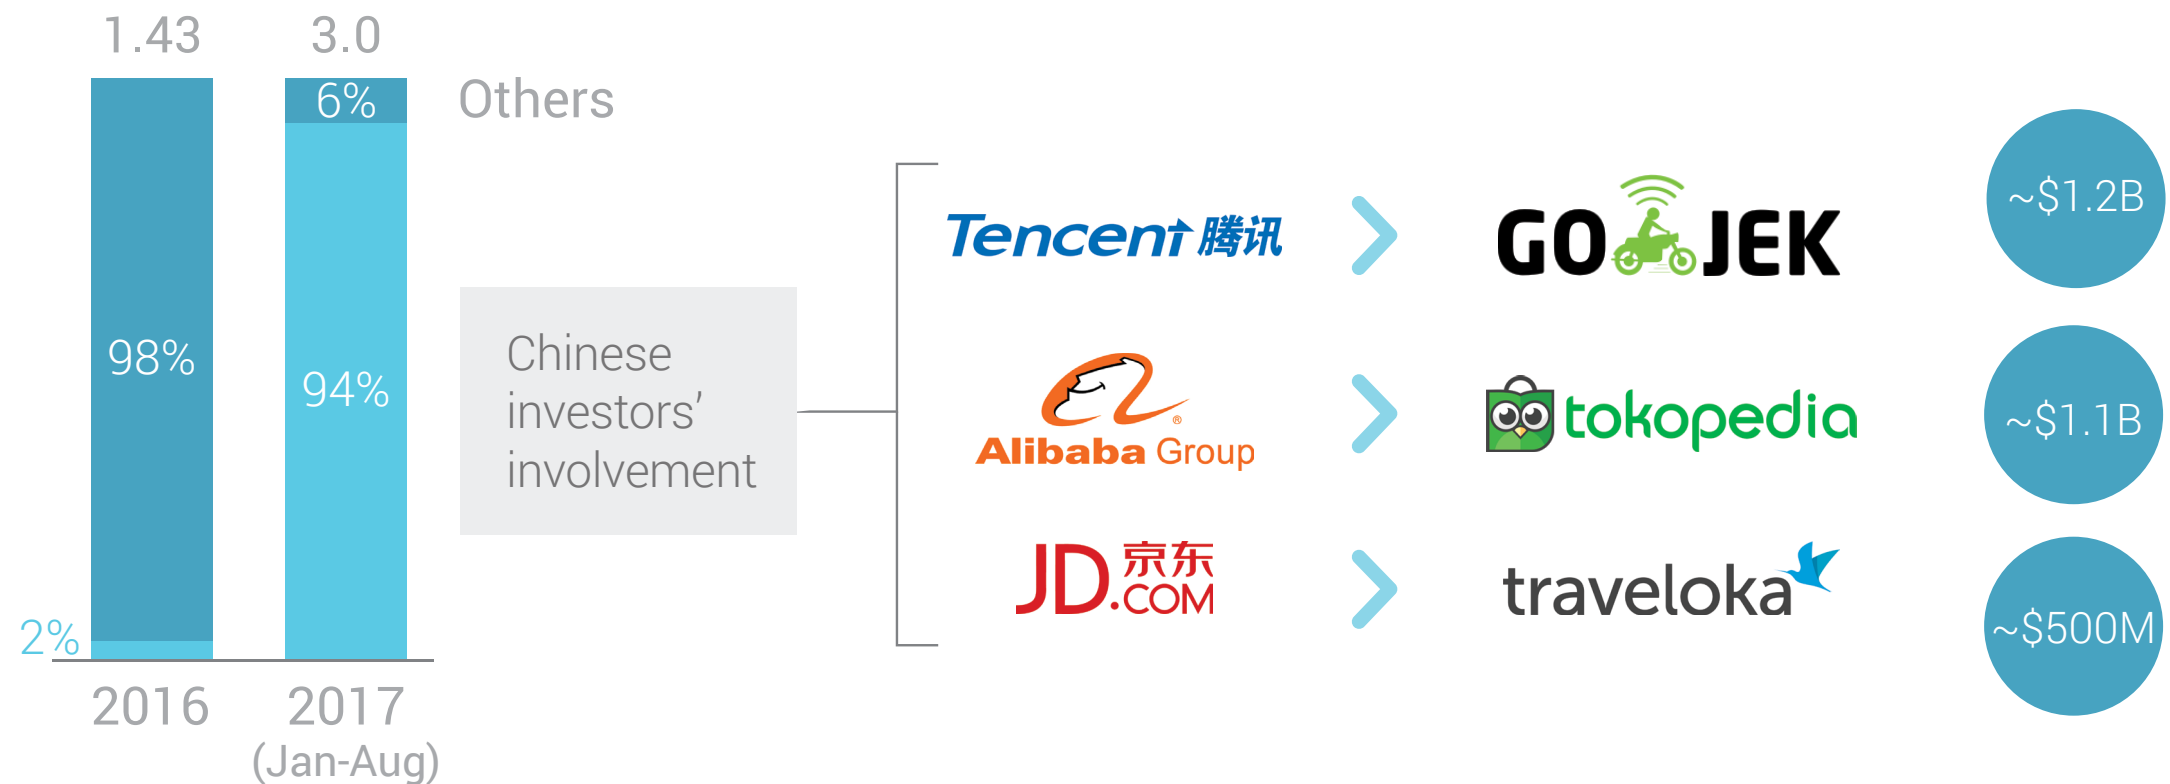 1.43
3.0
6%
Others
98%
94%
2%
2016
2017
(Jan-Aug)
Chinese
investors’
involvement
Tencent 腾讯
GO JEK
~$1.2B
Alibaba Group
®
tokopedia
~$1.1B
JD.京东
COM
traveloka
~$500M